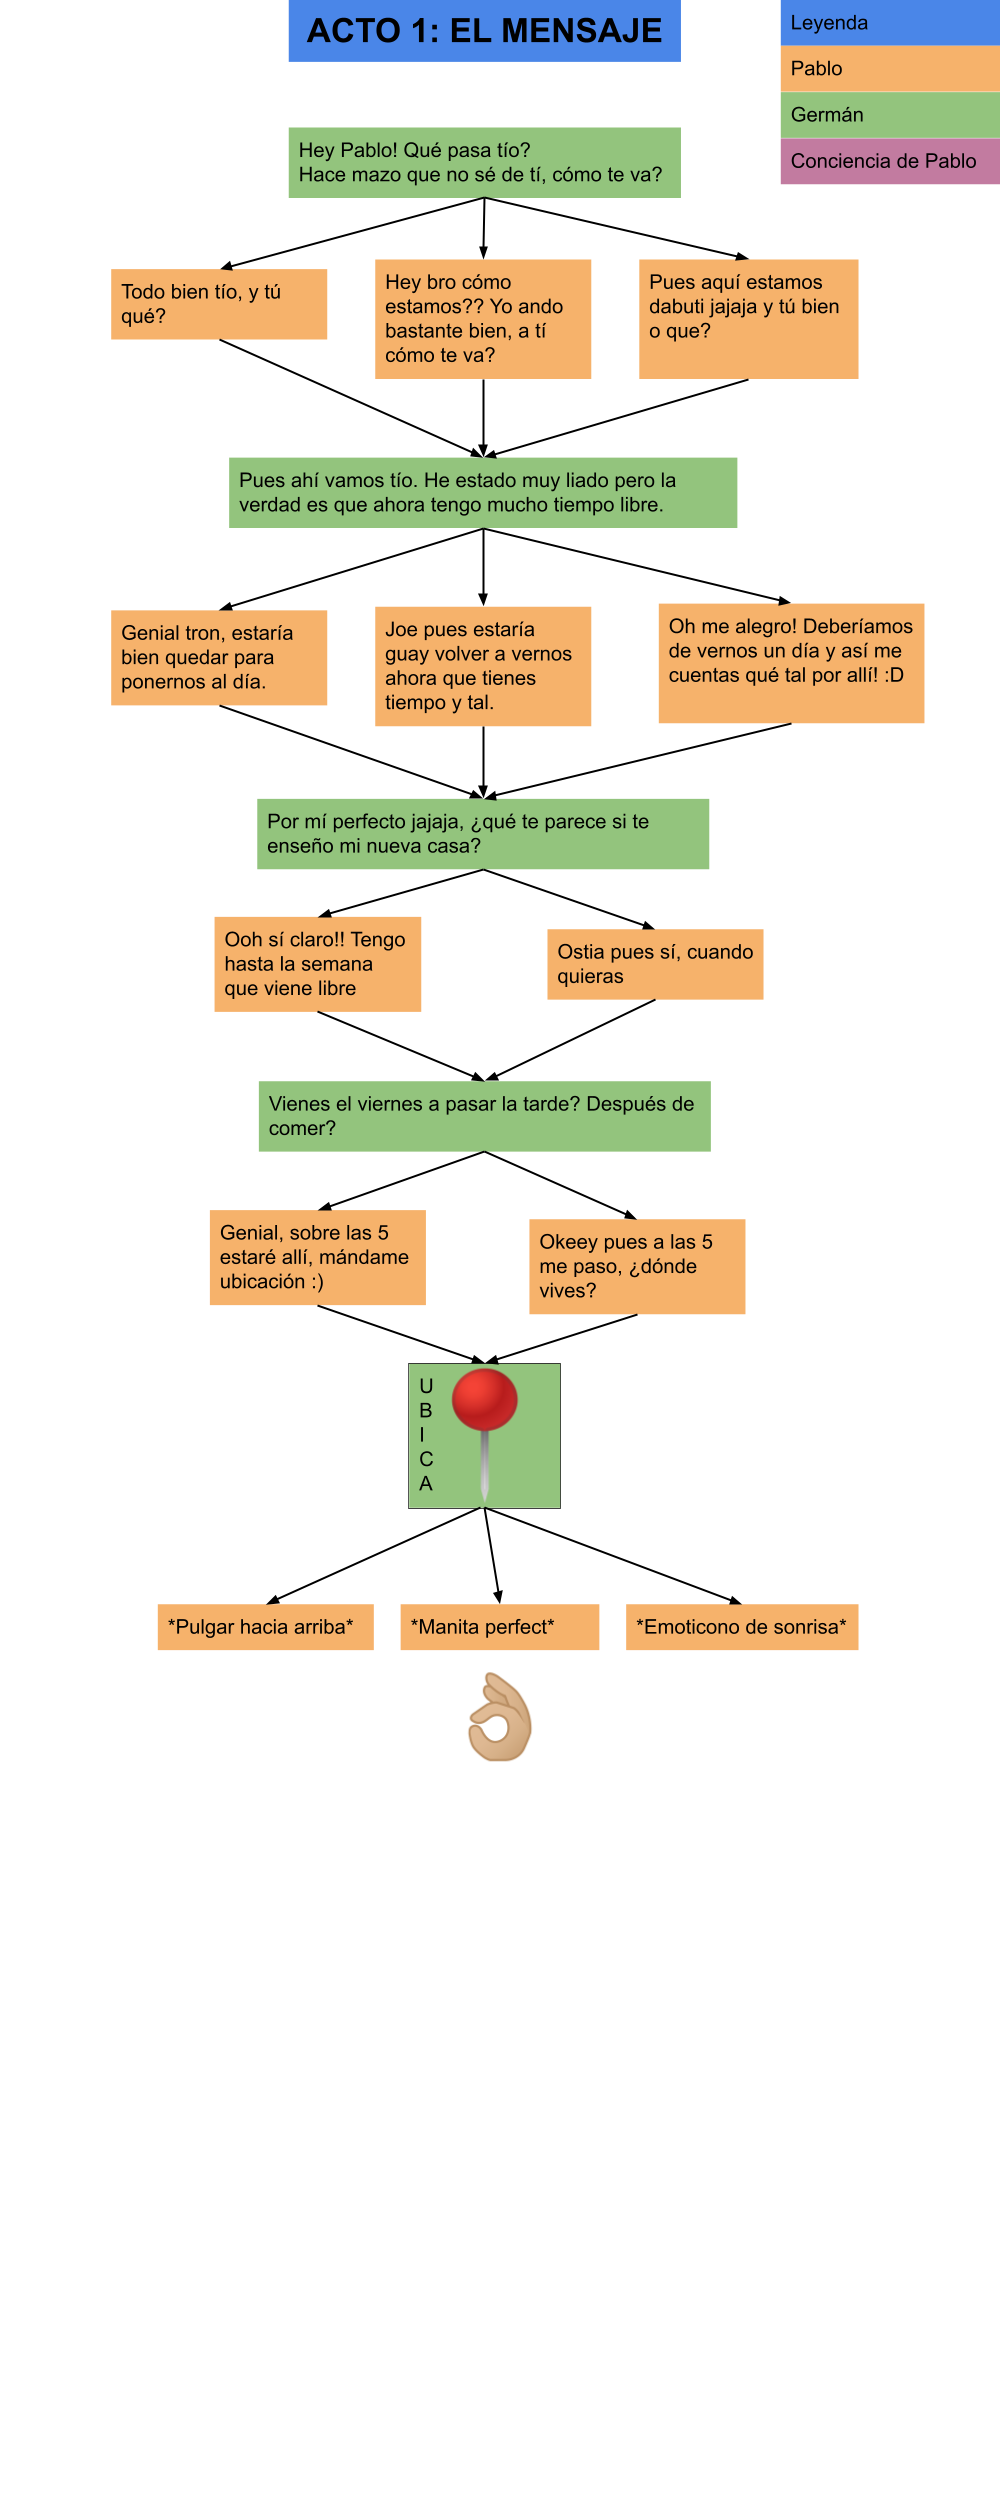 ACTO 1: EL MENSAJE
Leyenda
Pablo
Germán
Conciencia de Pablo
Hey Pablo! Qué pasa tío?
Hace mazo que no sé de tí, cómo te va?
Todo bien tío, y tú
qué?
Hey bro cómo
estamos?? Yo ando
bastante bien, a tí
cómo te va?
Pues aquí estamos
dabuti jajaja y tú bien
o que?
Pues ahí vamos tío. He estado muy liado pero la
verdad es que ahora tengo mucho tiempo libre.
Genial tron, estaría
bien quedar para
ponernos al día.
Joe pues estaría
guay volver a vernos
ahora que tienes
tiempo y tal.
Oh me alegro! Deberíamos
de vernos un día y así me
cuentas qué tal por allí! :D
Por mí perfecto jajaja, ¿qué te parece si te
enseño mi nueva casa?
Ooh sí claro!! Tengo
hasta la semana
que viene libre
Ostia pues sí, cuando
quieras
Vienes el viernes a pasar la tarde? Después de
comer?
Genial, sobre las 5
estaré allí, mándame
ubicación :)
Okeey pues a las 5
me paso, ¿dónde
vives?
U
B
I
C
A
*Pulgar hacia arriba*
*Manita perfect*
*Emoticono de sonrisa*